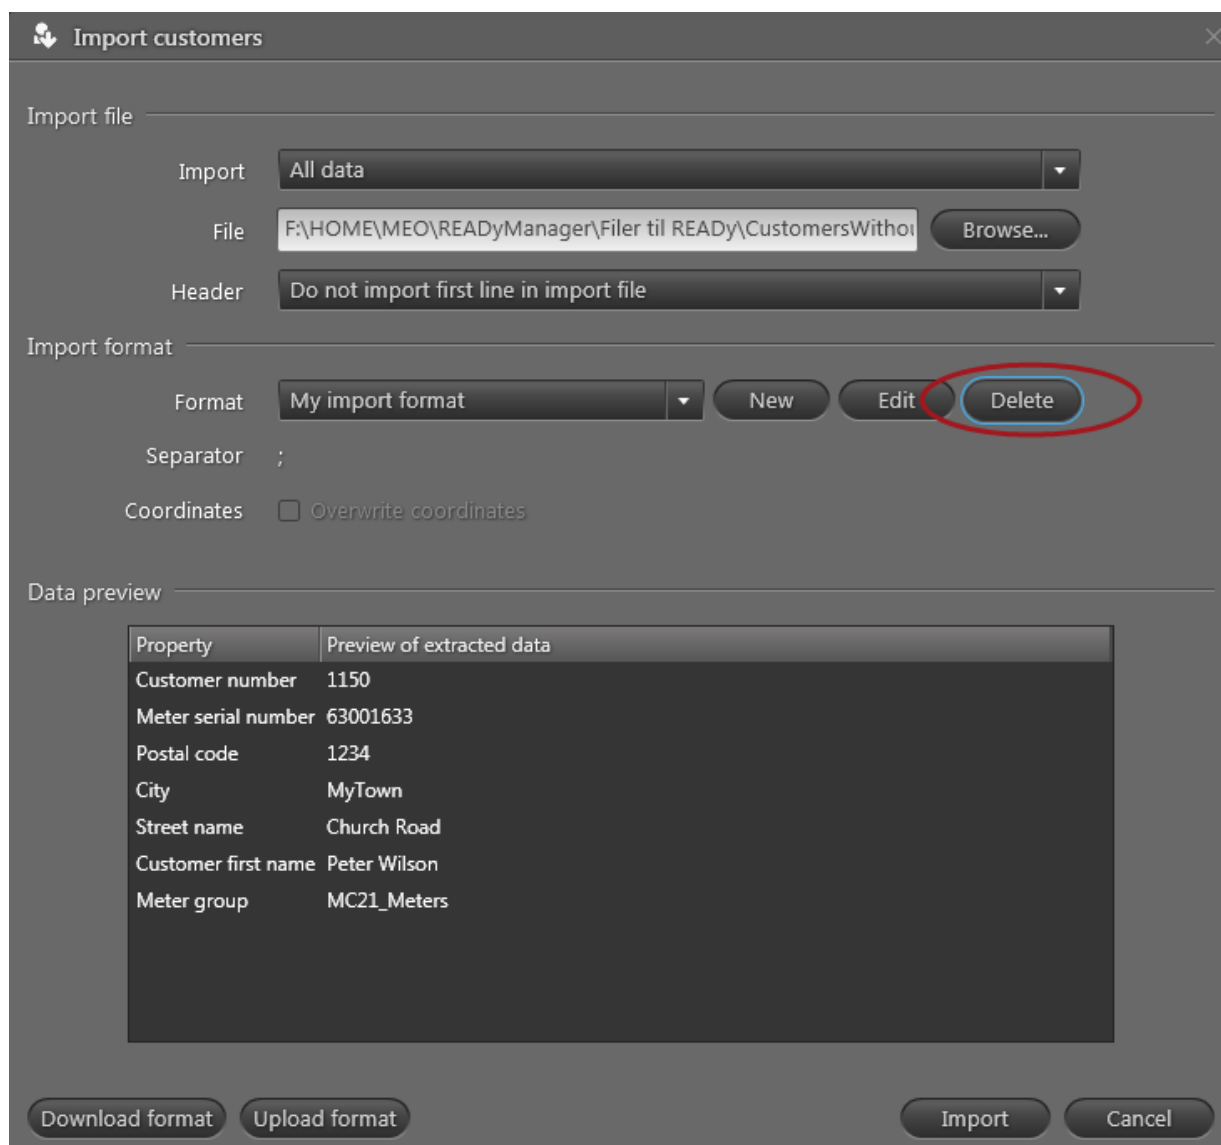 Import customers
Import file
Import All data
File F:\HOME\MEO\READyManager\Filer til READy\CustomersWithou Browse...
Header Do not import first line in import file
Import format
Format My import format New Edit Delete
Separator ;
Coordinates Overwrite coordinates
Data preview
Property Preview of extracted data
Customer number 1150
Meter serial number 63001633
Postal code 1234
City MyTown
Street name Church Road
Customer first name Peter Wilson
Meter group MC21_Meters
Download format Upload format Import Cancel